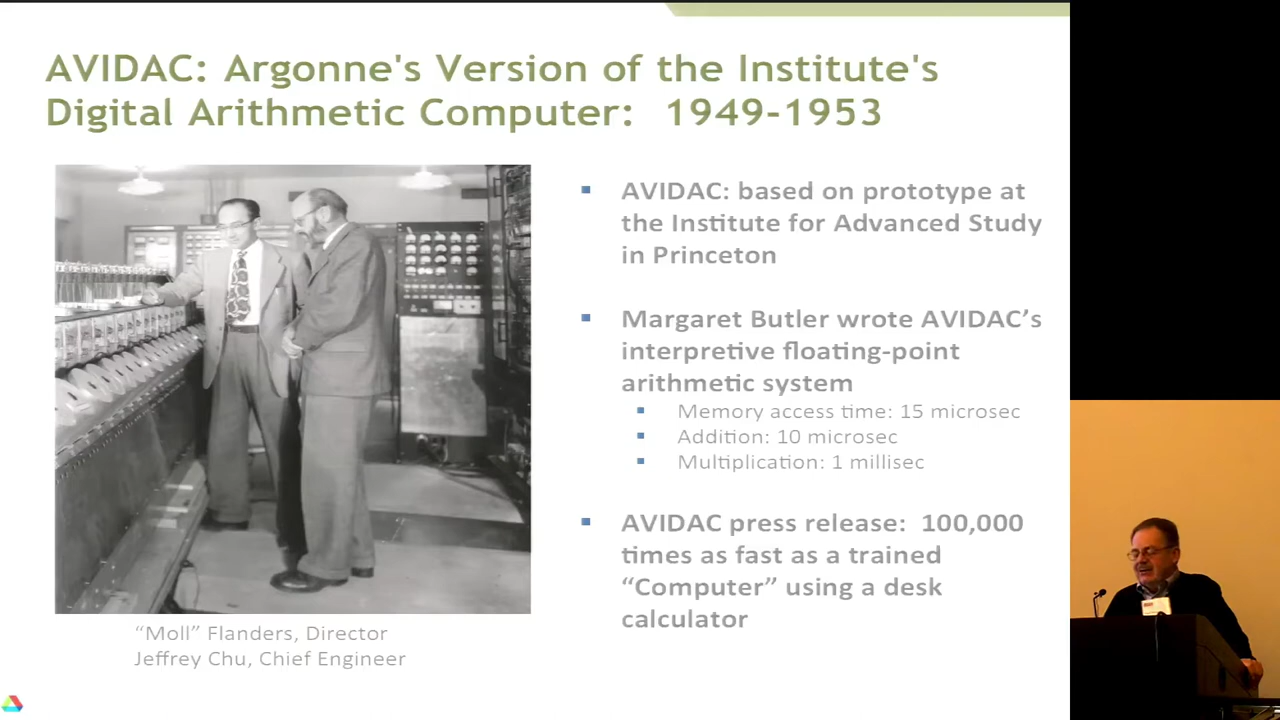 AVIDAC: Argonne's Version of the Institute's
Digital Arithmetic Computer: 1949-1953
AVIDAC: based on prototype at
the Institute for Advanced Study
in Princeton
Margaret Butler wrote AVIDAC’s
interpretive floating-point
arithmetic system
Memory access time: 15 microsec
Addition: 10 microsec
Multiplication: 1 millisec
AVIDAC press release: 100,000
times as fast as a trained
“Computer” using a desk
calculator
“Moll” Flanders, Director
Jeffrey Chu, Chief Engineer